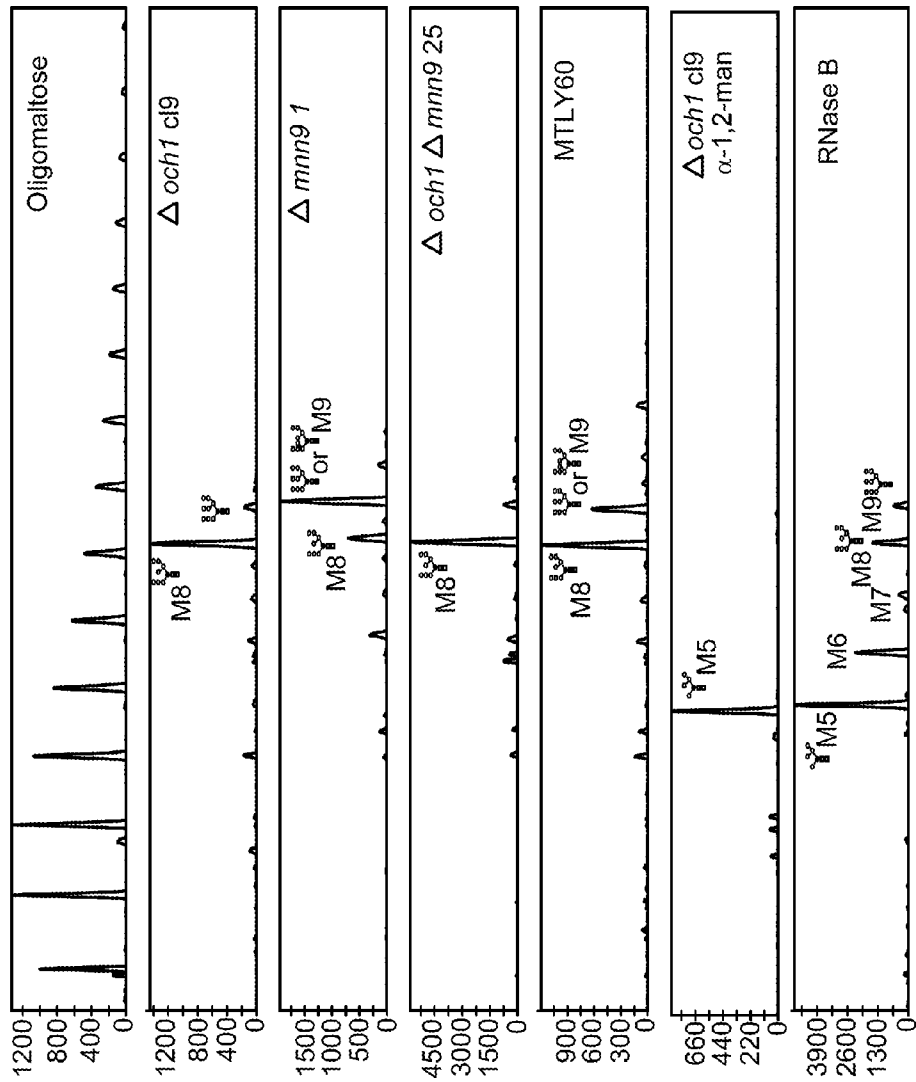 Oligomaltose
1200
800
400
0
Δ och1 cl9
M8
1200
800
400
0
Δ mnn9 1
M8
or M9
1500
1000
500
0
Δ och1 Δ mnn9 25
M8
4500
3000
1500
0
MTLY60
M8
or M9
900
600
300
0
Δ och1 cl9
α-1,2-man
M5
660
440
220
0
RNase B
M5
M6
M7
M8
M9
3900
2600
1300
0